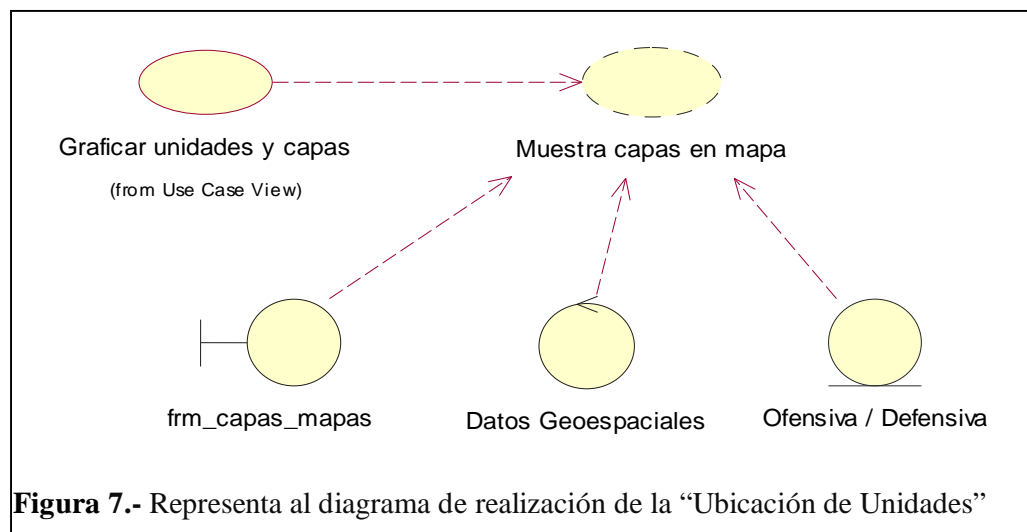 Graficar unidades y capas
(from Use Case View)
Muestra capas en mapa
frm_capas_mapas
Datos Geoespaciales
Ofensiva / Defensiva
Figura 7.- Representa al diagrama de realización de la “Ubicación de Unidades”